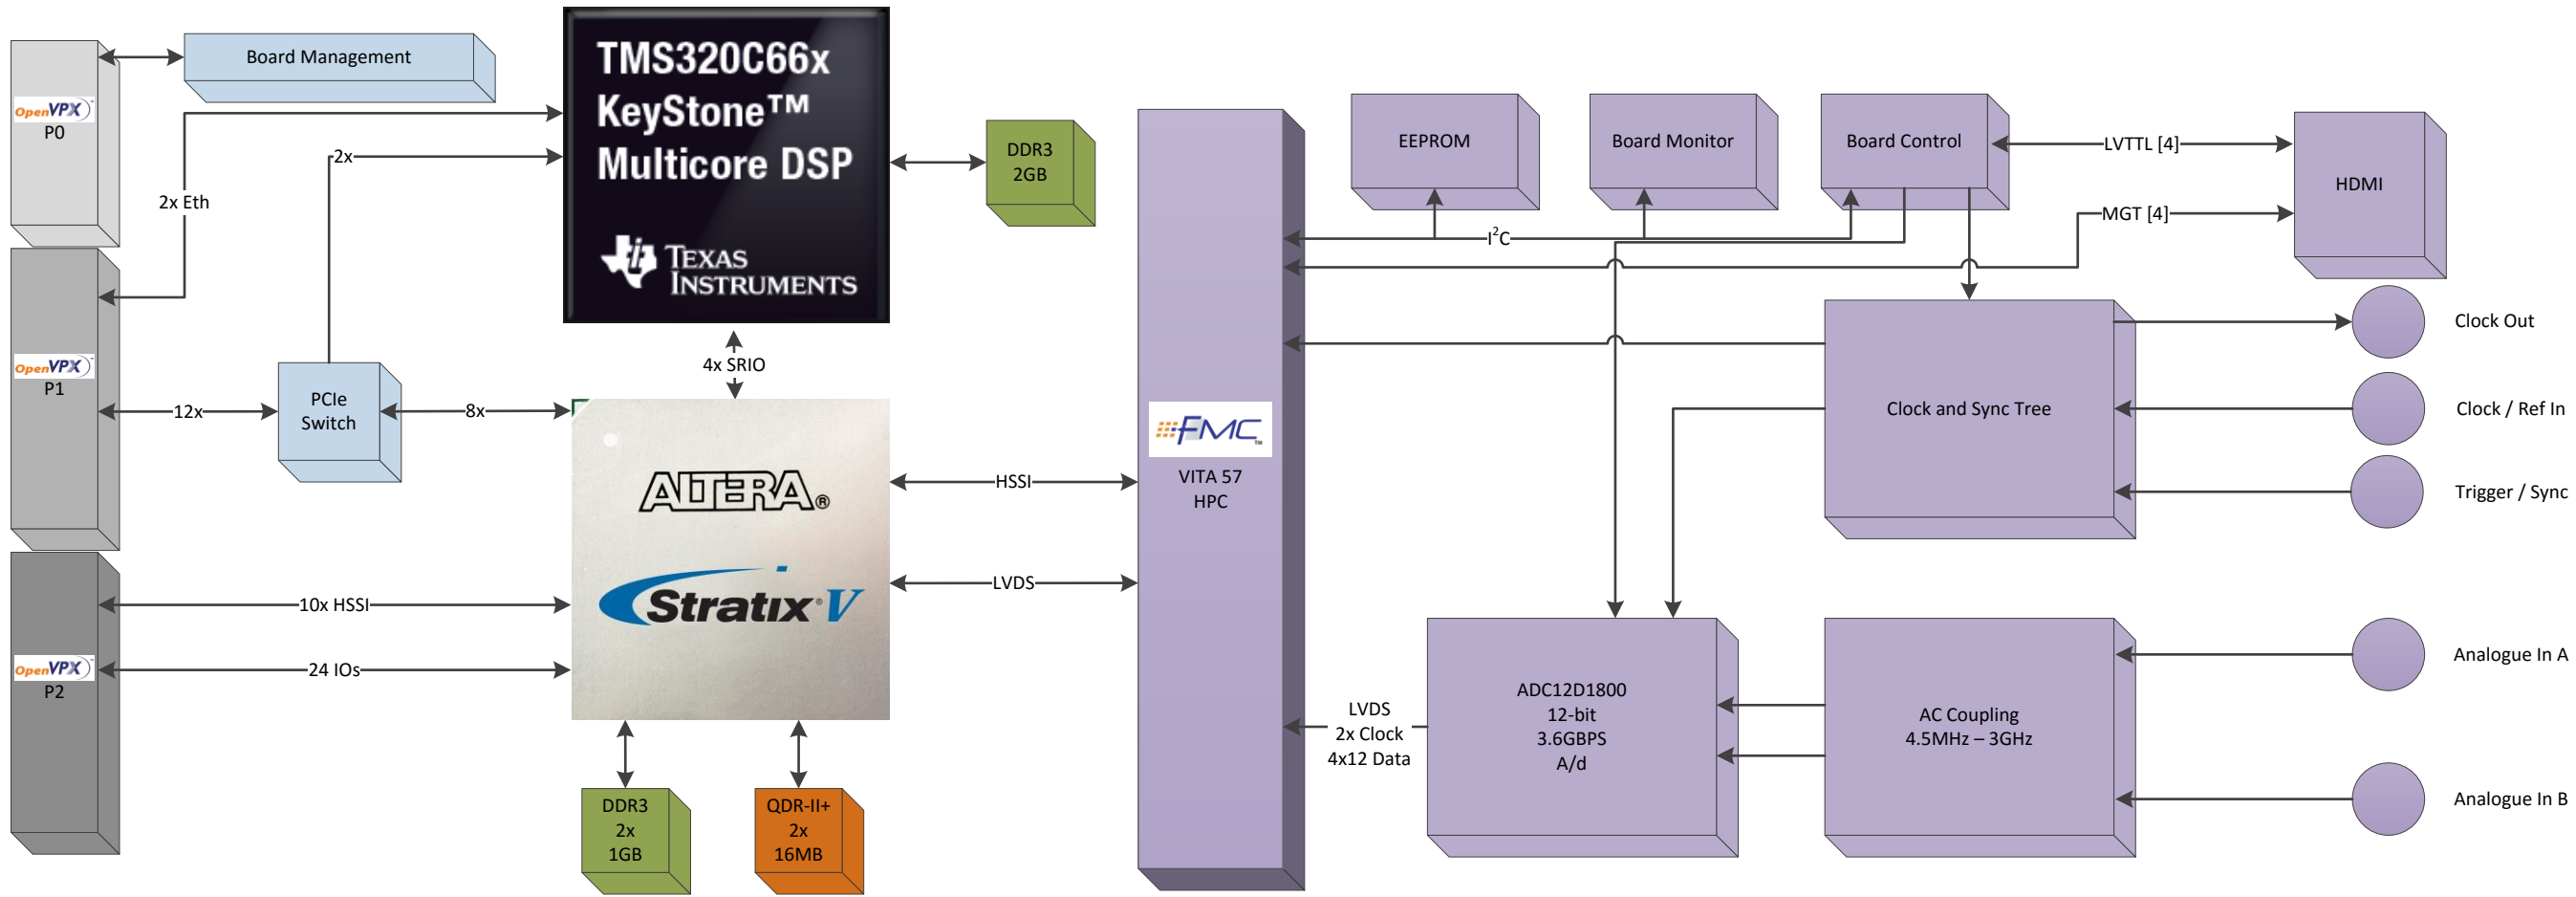 OpenVPX™
P0
Board Management
2x Eth
2x
TMS320C66x
KeyStone™
Multicore DSP
TEXAS
INSTRUMENTS
DDR3
2GB
OpenVPX™
P1
12x
PCIe
Switch
8x
4x SRIO
ALTERA®
Stratix® V
HSSI
LVDS
OpenVPX™
P2
10x HSSI
24 IOs
DDR3
2x
1GB
QDR-II+
2x
16MB
FMC™
VITA 57
HPC
EEPROM
Board Monitor
Board Control
LVTTL [4]
MGT [4]
HDMI
I²C
Clock and Sync Tree
Clock Out
Clock / Ref In
Trigger / Sync
LVDS
2x Clock
4x12 Data
ADC12D1800
12-bit
3.6GBPS
A/d
AC Coupling
4.5MHz – 3GHz
Analogue In A
Analogue In B